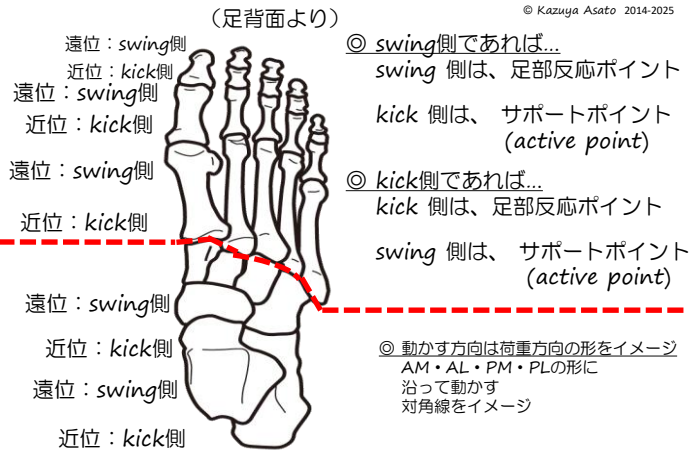 (足背面より)
© Kazuya Asato 2014-2025
遠位：swing側
近位：kick側
遠位：swing側
近位：kick側
遠位：swing側
近位：kick側
遠位：swing側
近位：kick側
遠位：swing側
近位：kick側
◎ swing側であれば…
swing 側は、足部反応ポイント
kick 側は、 サポートポイント
(active point)
◎ kick側であれば…
kick 側は、足部反応ポイント
swing 側は、 サポートポイント
(active point)
◎ 動かす方向は荷重方向の形をイメージ
AM・AL・PM・PLの形に
沿って動かす
対角線をイメージ